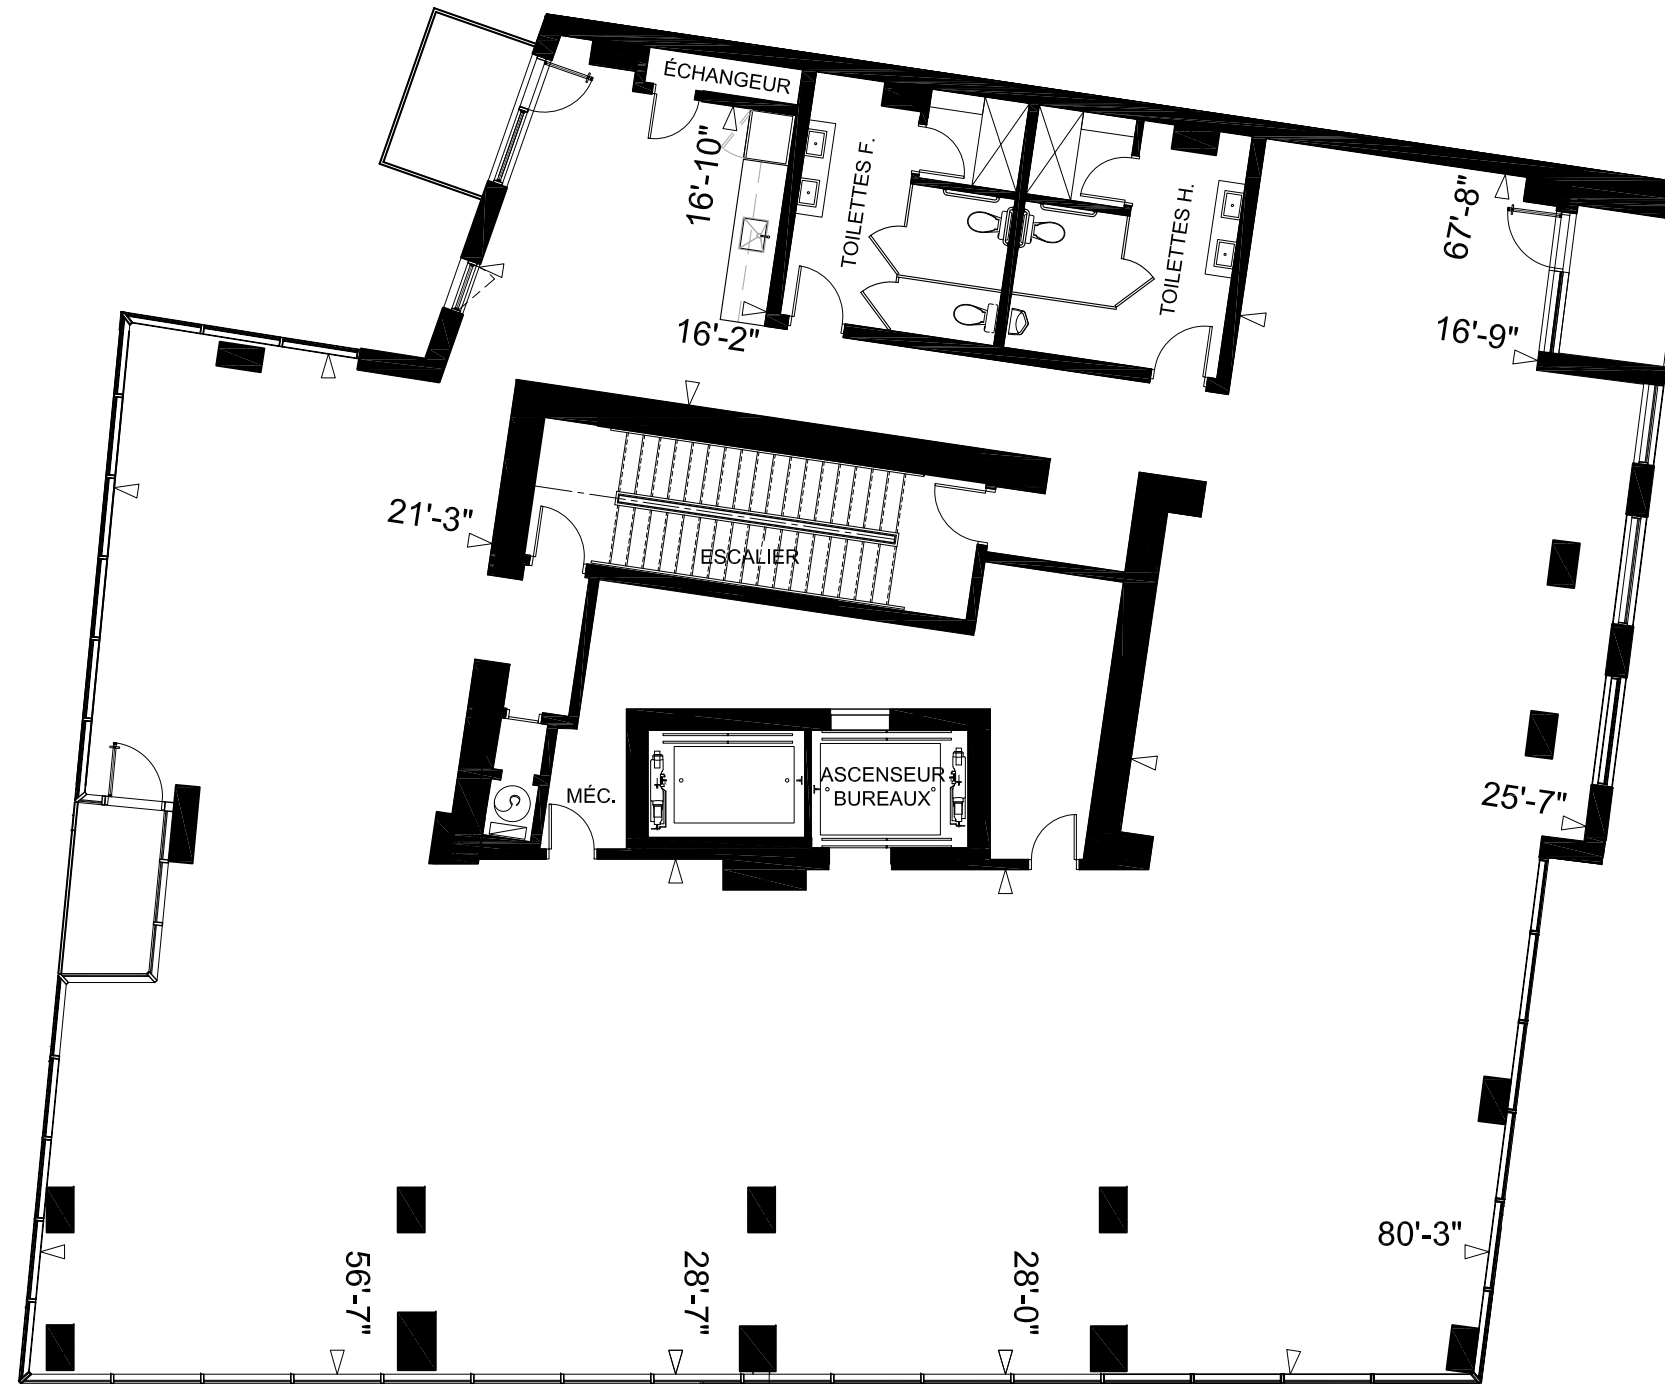 ÉCHANGEUR
16'-10"
TOILETTES F.
TOILETTES H.
67'-8"
16'-2"
16'-9"
21'-3"
ESCALIER
MÉC.
C
ASCENSEUR
BUREAUX
25'-7"
80'-3"
56'-7"
28'-7"
28'-0"